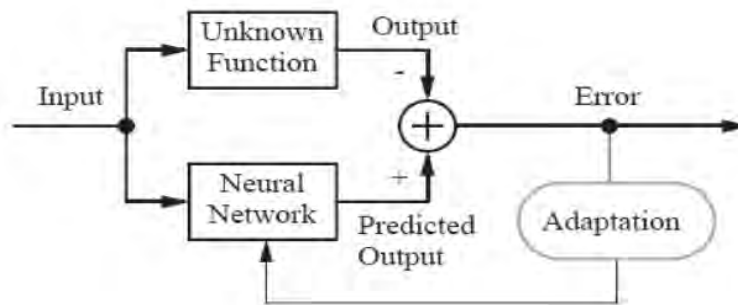 Unknown
Function
Output
-
Input
+
Error
Neural
Network
+
Predicted
Output
Adaptation